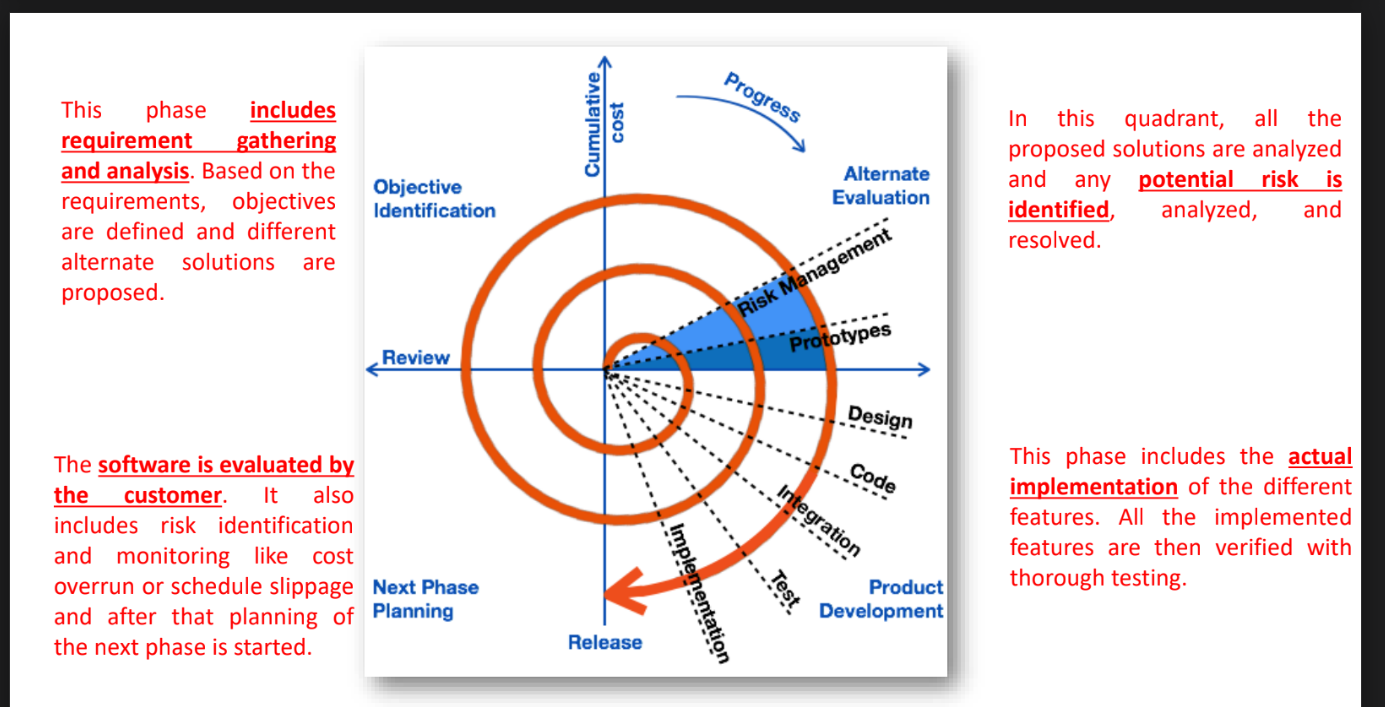 This phase includes
requirement gathering
and analysis. Based on the
requirements, objectives
are defined and different
alternate solutions are
proposed.
The software is evaluated by
the customer. It also
includes risk identification
and monitoring like cost
overrun or schedule slippage
and after that planning of
the next phase is started.
Cumulative
cost
Progress
Objective
Identification
Alternate
Evaluation
Risk Management
Prototypes
Review
Design
Code
Integration
Test
Implementation
Next Phase
Planning
Product
Development
Release
In this quadrant, all the
proposed solutions are analyzed
and any potential risk is
identified, analyzed, and
resolved.
This phase includes the actual
implementation of the different
features. All the implemented
features are then verified with
thorough testing.